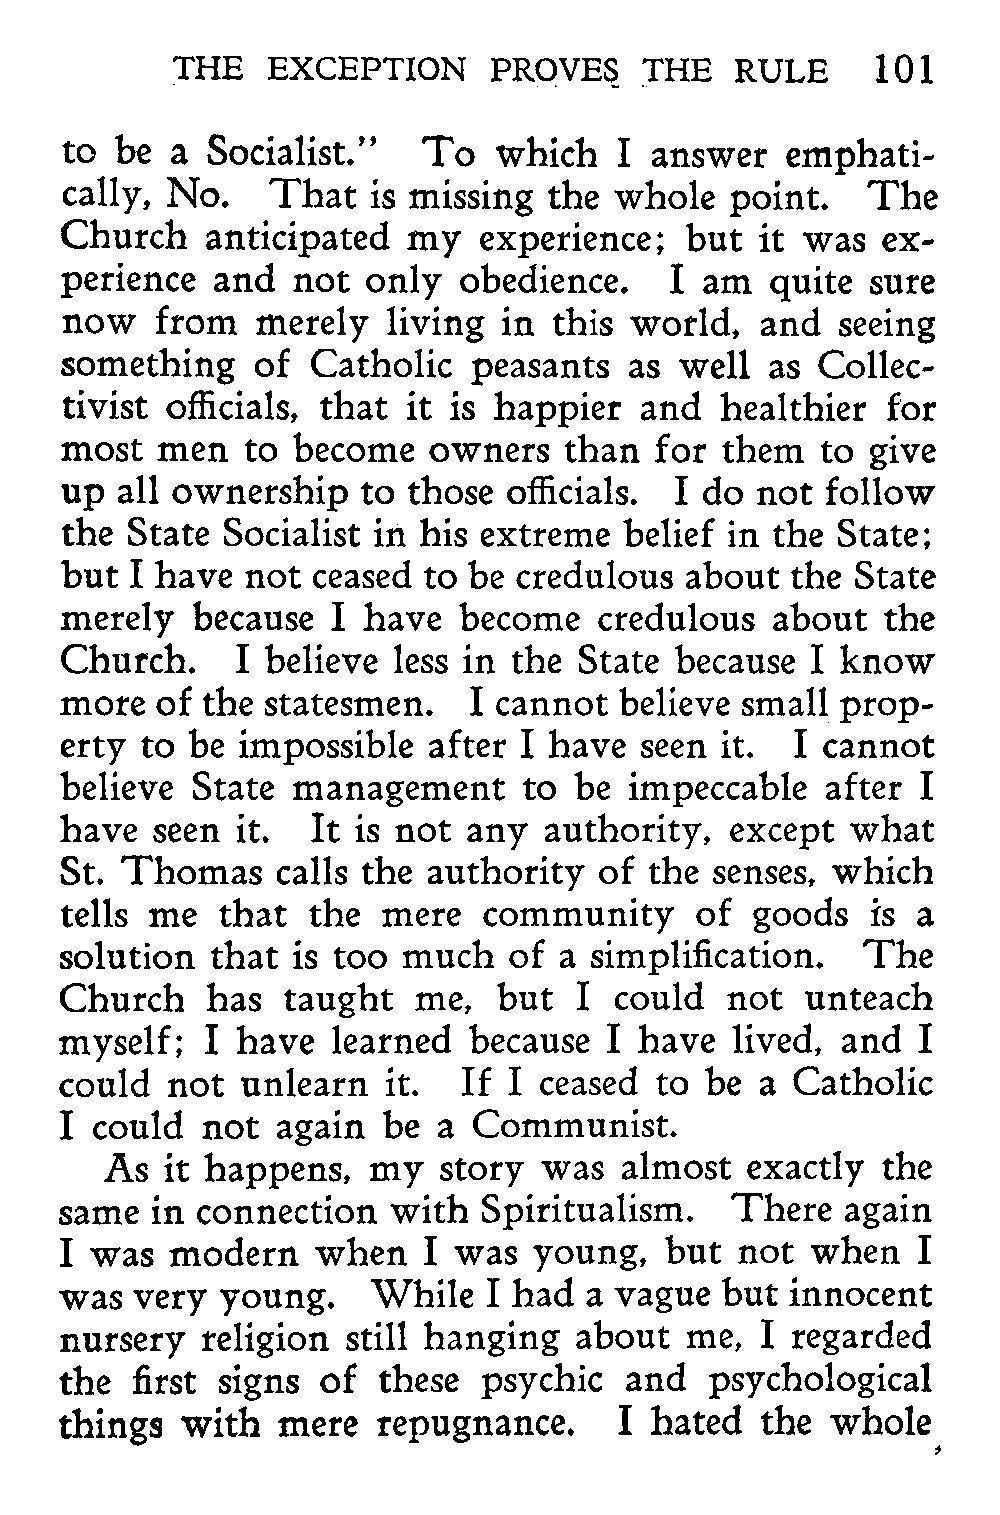 THE EXCEPTION PROVES THE RULE 101
to be a Socialist." To which I answer emphati-
cally, No. That is missing the whole point. The
Church anticipated my experience; but it was ex-
perience and not only obedience. I am quite sure
now from merely living in this world, and seeing
something of Catholic peasants as well as Collec-
tivist officials, that it is happier and healthier for
most men to become owners than for them to give
up all ownership to those officials. I do not follow
the State Socialist in his extreme belief in the State;
but I have not ceased to be credulous about the State
merely because I have become credulous about the
Church. I believe less in the State because I know
more of the statesmen. I cannot believe small prop-
erty to be impossible after I have seen it. I cannot
believe State management to be impeccable after I
have seen it. It is not any authority, except what
St. Thomas calls the authority of the senses, which
tells me that the mere community of goods is a
solution that is too much of a simplification. The
Church has taught me, but I could not unteach
myself; I have learned because I have lived, and I
could not unlearn it. If I ceased to be a Catholic
I could not again be a Communist.
As it happens, my story was almost exactly the
same in connection with Spiritualism. There again
I was modern when I was young, but not when I
was very young. While I had a vague but innocent
nursery religion still hanging about me, I regarded
the first signs of these psychic and psychological
things with mere repugnance. I hated the whole